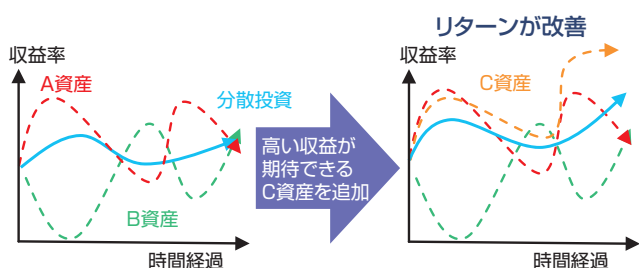 収益率
A資産
分散投資
B資産
時間経過
高い収益が
期待できる
C資産を追加
リターンが改善
収益率
C資産
時間経過